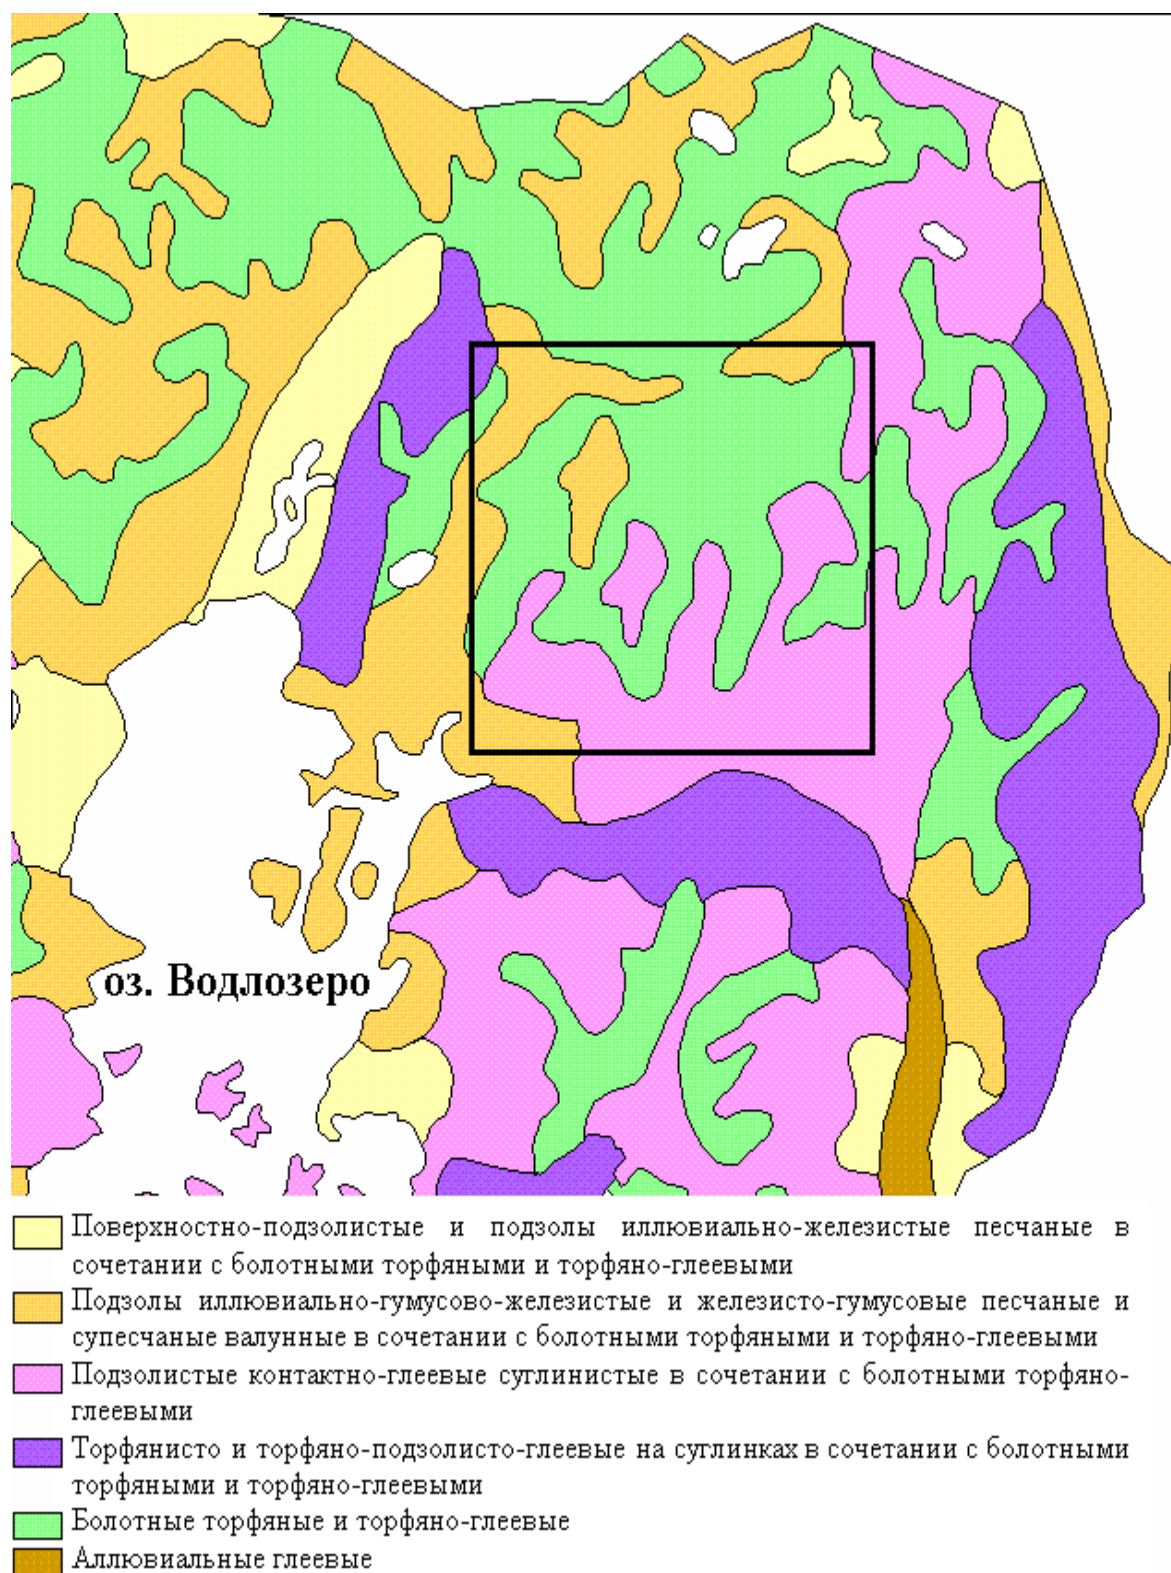 оз. Водлозеро
Поверхностно-подзолистые и подзолы иллювиально-железистые песчаные в
сочетании с болотными торфяными и торфяно-глеевыми
Подзолы иллювиально-гумусово-железистые и железисто-гумусовые песчаные и
супесчаные валунные в сочетании с болотными торфяными и торфяно-глеевыми
Подзолистые контактно-глеевые суглинистые в сочетании с болотными торфяно-
глеевыми
Торфянисто и торфяно-подзолисто-глеевые на суглинках в сочетании с болотными
торфяными и торфяно-глеевыми
Болотные торфяные и торфяно-глеевые
Аллювиальные глеевые